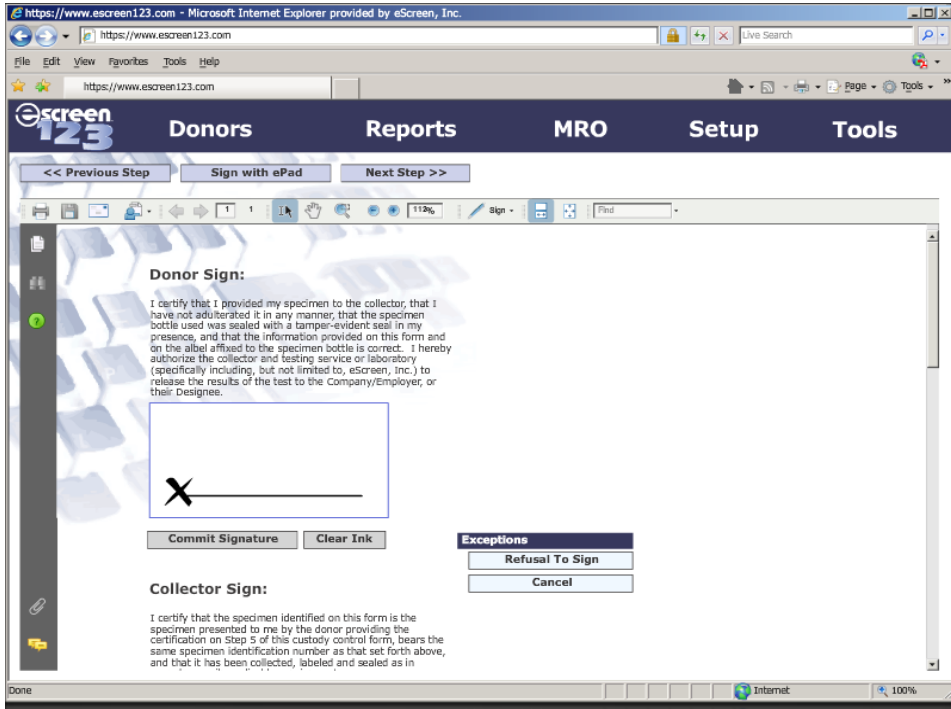 https://www.escreen123.com - Microsoft Internet Explorer provided by eScreen, Inc.
https://www.escreen123.com
Live Search
File Edit View Favorites Tools Help
https://www.escreen123.com
Page Tools
escreen
123
Donors Reports MRO Setup Tools
<< Previous Step Sign with ePad Next Step >>
1 1 112% Sign Find
Donor Sign:
I certify that I provided my specimen to the collector, that I
have not adulterated it in any manner, that the specimen
bottle used was sealed with a tamper-evident seal in my
presence, and that the information provided on this form and
on the albel affixed to the specimen bottle is correct. I hereby
authorize the collector and testing service or laboratory
(specifically including, but not limited to, eScreen, Inc.) to
release the results of the test to the Company/Employer, or
their Designee.
X
Commit Signature Clear Ink
Exceptions
Refusal To Sign
Cancel
Collector Sign:
I certify that the specimen identified on this form is the
specimen presented to me by the donor providing the
certification on Step 5 of this custody control form, bears the
same specimen identification number as that set forth above,
and that it has been collected, labeled and sealed as in
Done Internet 100%